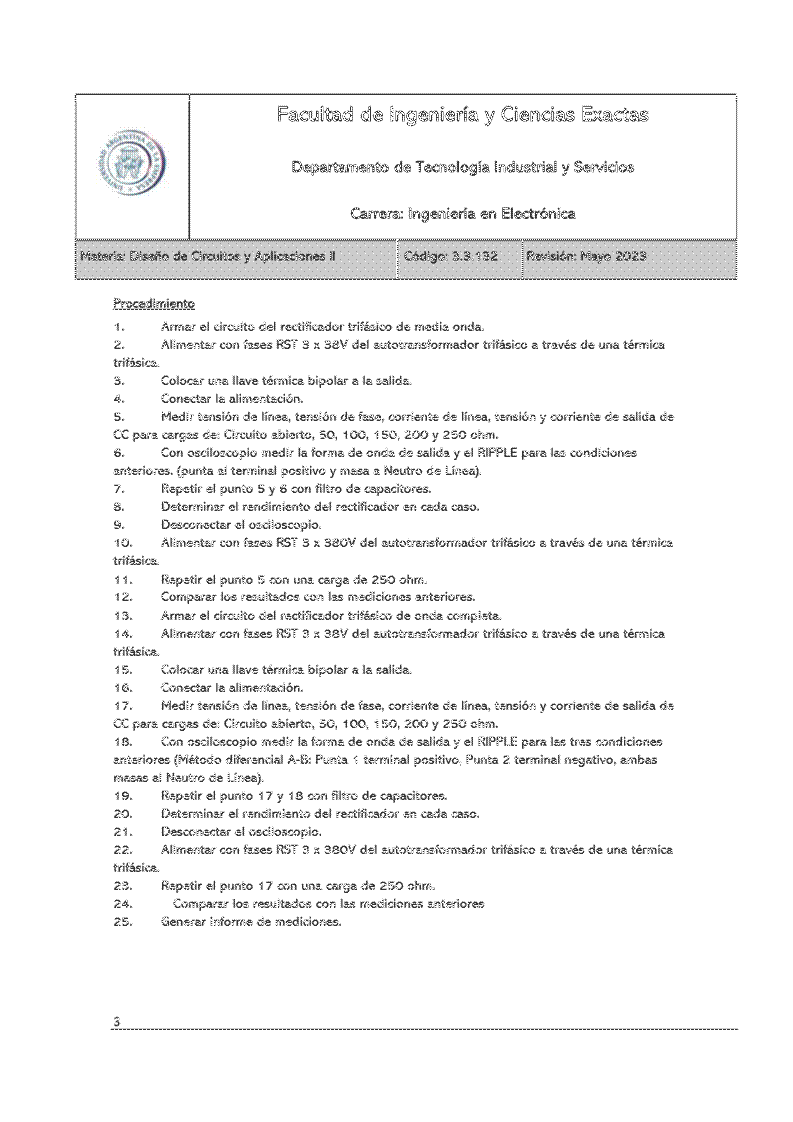 Facultad de Ingeniería y Ciencias Exactas
UNIVERSIDAD ARGENTINA DE LA EMPRESA
Departamento de Tecnología Industrial y Servicios
Carrera: Ingeniería en Electrónica
Materia: Diseño de Circuitos y Aplicaciones II Código: 3.3.132 Revisión: Mayo 2023
Procedimiento
1. Armar el circuito del rectificador trifásico de media onda.
2. Alimentar con fases RST 3 x 38V del autotransformador trifásico a través de una térmica
trifásica.
3. Colocar una llave térmica bipolar a la salida.
4. Conectar la alimentación.
5. Medir tensión de línea, tensión de fase, corriente de línea, tensión y corriente de salida de
CC para cargas de: Circuito abierto, 50, 100, 150, 200 y 250 ohm.
6. Con osciloscopio medir la forma de onda de salida y el RIPPLE para las condiciones
anteriores. (punta al terminal positivo y masa a Neutro de Línea).
7. Repetir el punto 5 y 6 con filtro de capacitores.
8. Determinar el rendimiento del rectificador en cada caso.
9. Desconectar el osciloscopio.
10. Alimentar con fases RST 3 x 380V del autotransformador trifásico a través de una térmica
trifásica.
11. Repetir el punto 5 con una carga de 250 ohm.
12. Comparar los resultados con las mediciones anteriores.
13. Armar el circuito del rectificador trifásico de onda completa.
14. Alimentar con fases RST 3 x 38V del autotransformador trifásico a través de una térmica
trifásica.
15. Colocar una llave térmica bipolar a la salida.
16. Conectar la alimentación.
17. Medir tensión de línea, tensión de fase, corriente de línea, tensión y corriente de salida de
CC para cargas de: Circuito abierto, 50, 100, 150, 200 y 250 ohm.
18. Con osciloscopio medir la forma de onda de salida y el RIPPLE para las tres condiciones
anteriores (Método diferencial A-B: Punta 1 terminal positivo, Punta 2 terminal negativo, ambas
masas al Neutro de Línea).
19. Repetir el punto 17 y 18 con filtro de capacitores.
20. Determinar el rendimiento del rectificador en cada caso.
21. Desconectar el osciloscopio.
22. Alimentar con fases RST 3 x 380V del autotransformador trifásico a través de una térmica
trifásica.
23. Repetir el punto 17 con una carga de 250 ohm.
24. Comparar los resultados con las mediciones anteriores
25. Generar informe de mediciones.
3